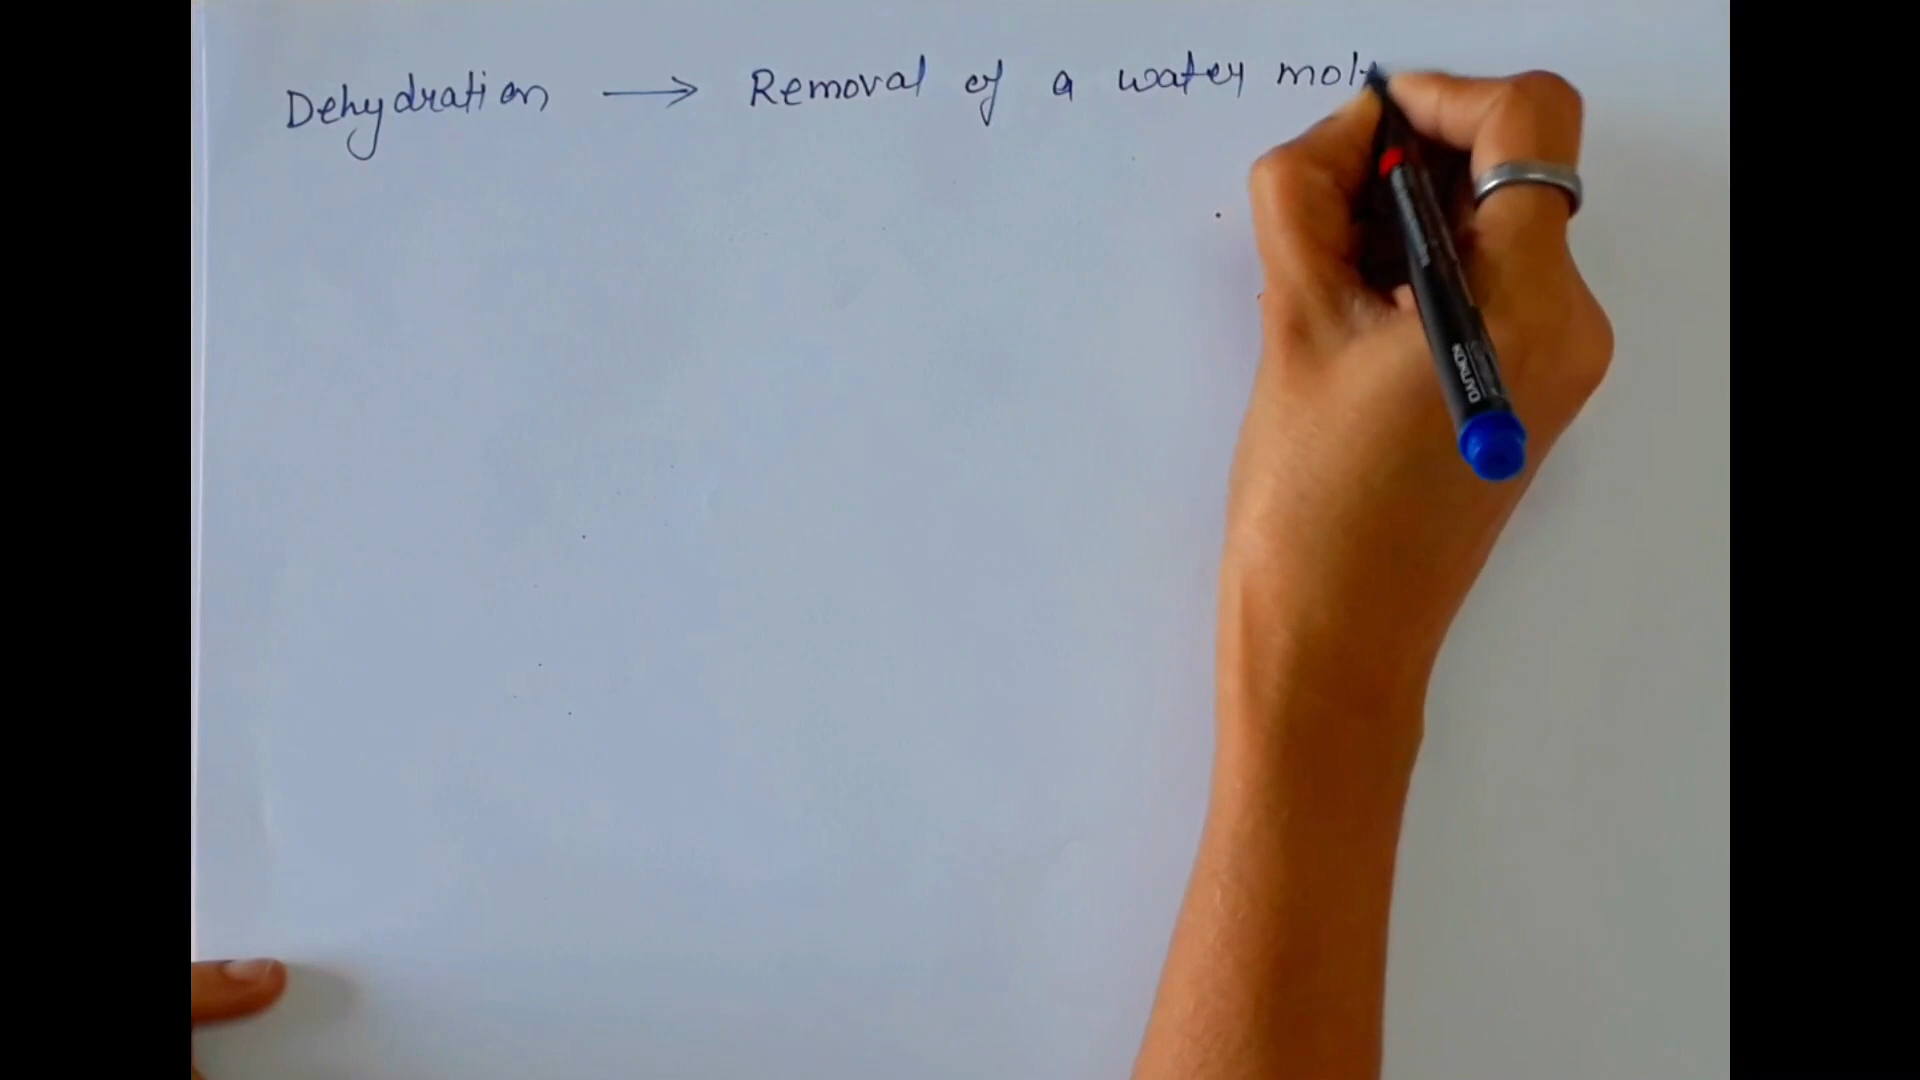 Dehydration → Removal of a water mol